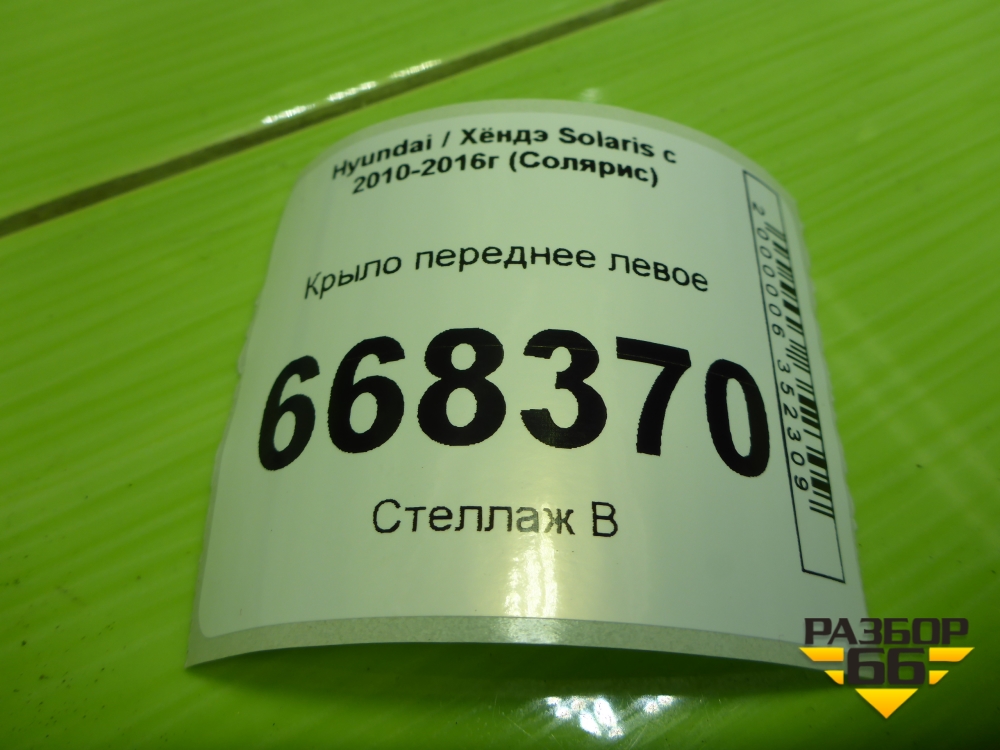 Hyundai / Хёндэ Solaris с
2010-2016г (Солярис)
Крыло переднее левое
668370
Стеллаж В
2000006352309
РАЗБОР
66